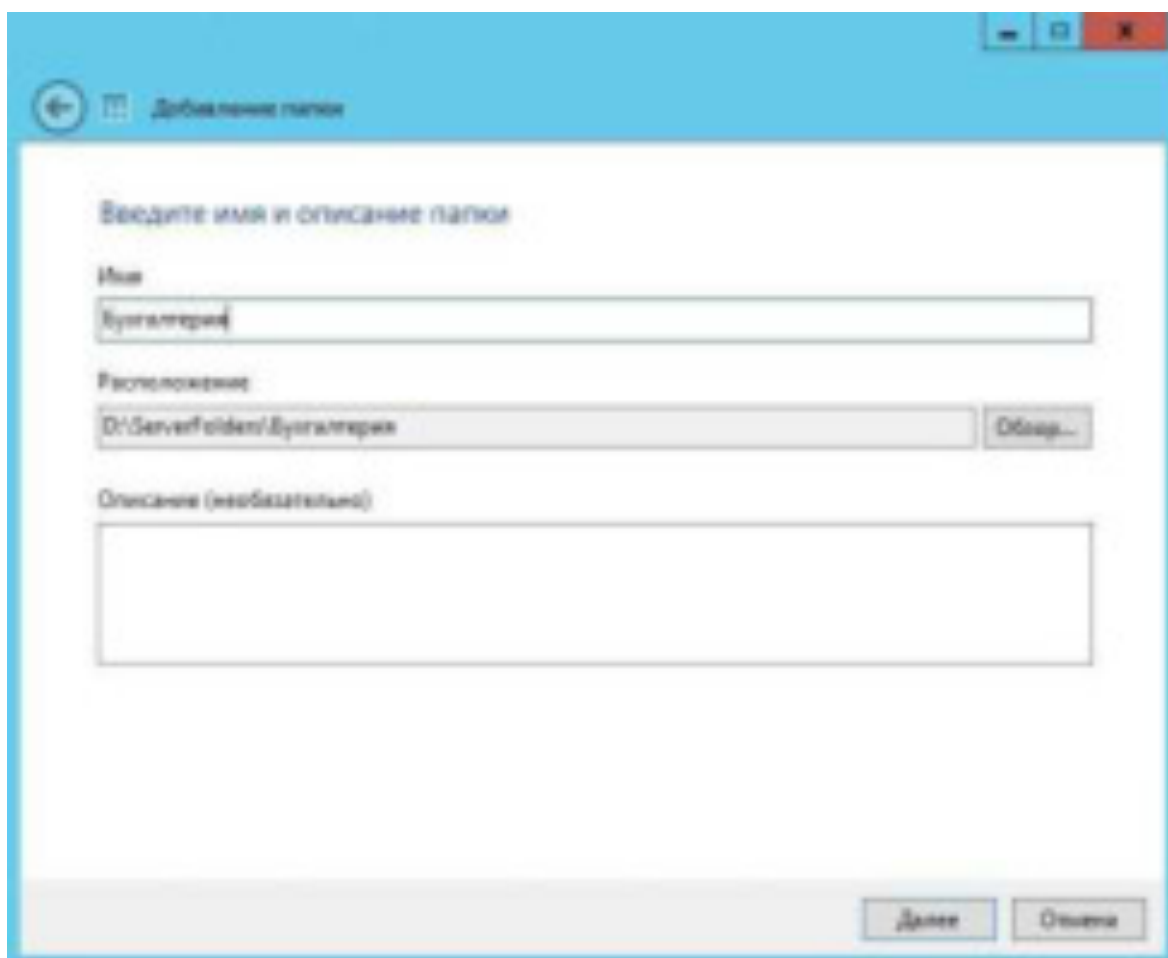 Добавление папки
Введите имя и описание папки
Имя
Бухгалтерия
Расположение
D:\ServerFolders\Бухгалтерия
Обзор...
Описание (необязательно)
Далее
Отмена